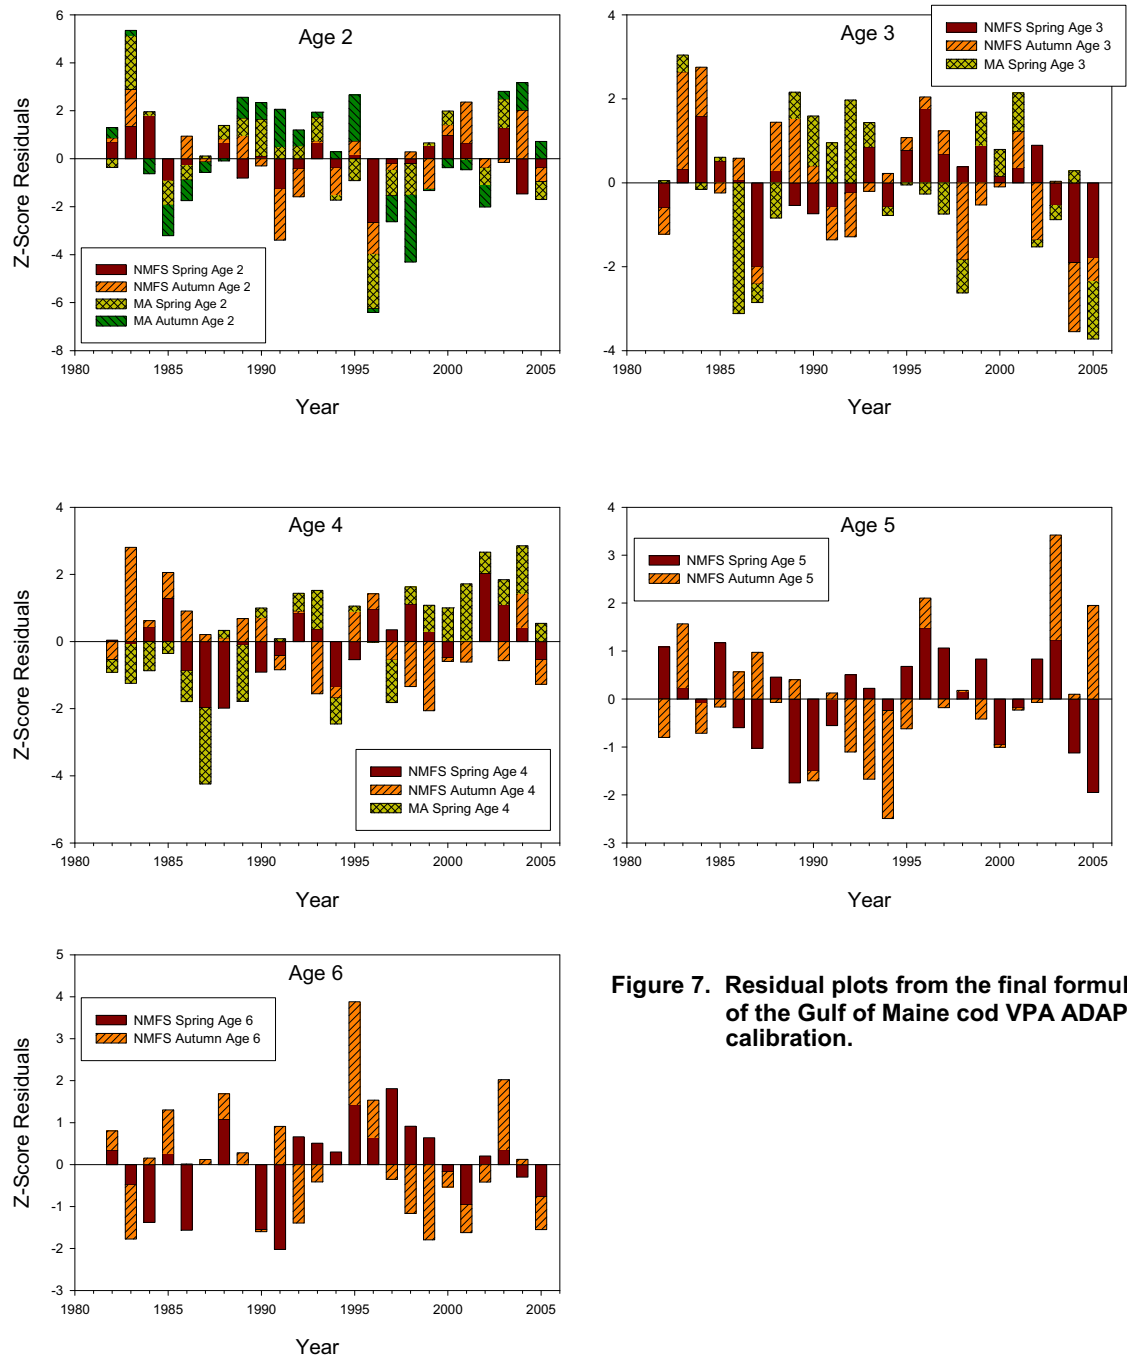 Age 2
Z-Score Residuals
6
4
2
0
-2
-4
-6
-8
NMFS Spring Age 2
NMFS Autumn Age 2
MA Spring Age 2
MA Autumn Age 2
1980 1985 1990 1995 2000 2005
Year
Age 3
4
2
0
-2
-4
NMFS Spring Age 3
NMFS Autumn Age 3
MA Spring Age 3
1980 1985 1990 1995 2000 2005
Year
Age 4
Z-Score Residuals
4
2
0
-2
-4
-6
NMFS Spring Age 4
NMFS Autumn Age 4
MA Spring Age 4
1980 1985 1990 1995 2000 2005
Year
Age 5
4
3
2
1
0
-1
-2
-3
NMFS Spring Age 5
NMFS Autumn Age 5
1980 1985 1990 1995 2000 2005
Year
Age 6
Z-Score Residuals
5
4
3
2
1
0
-1
-2
-3
NMFS Spring Age 6
NMFS Autumn Age 6
1980 1985 1990 1995 2000 2005
Year
Figure 7. Residual plots from the final formul
of the Gulf of Maine cod VPA ADAP
calibration.